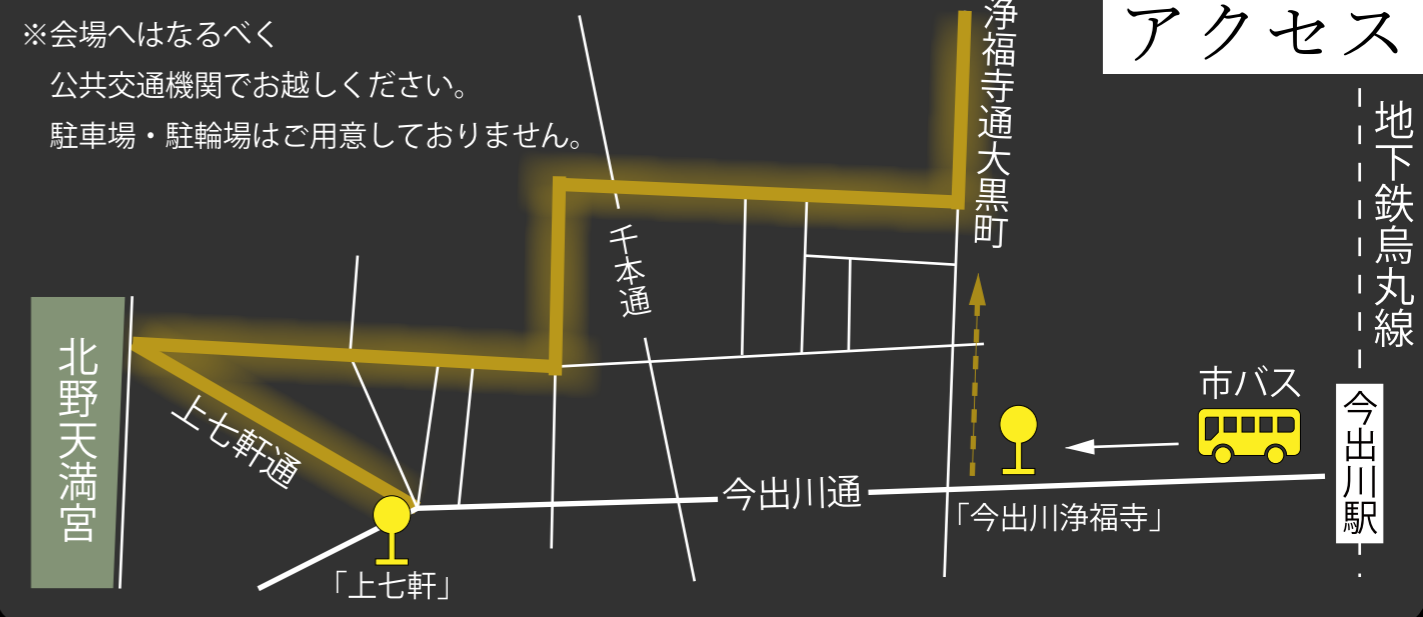 アクセス
※会場へはなるべく
公共交通機関でお越しください。
駐車場・駐輪場はご用意しておりません。
浄福寺通大黒町
地下鉄烏丸線
千本通
北野天満宮
上七軒通
市バス
今出川駅
今出川通
「今出川浄福寺」
「上七軒」